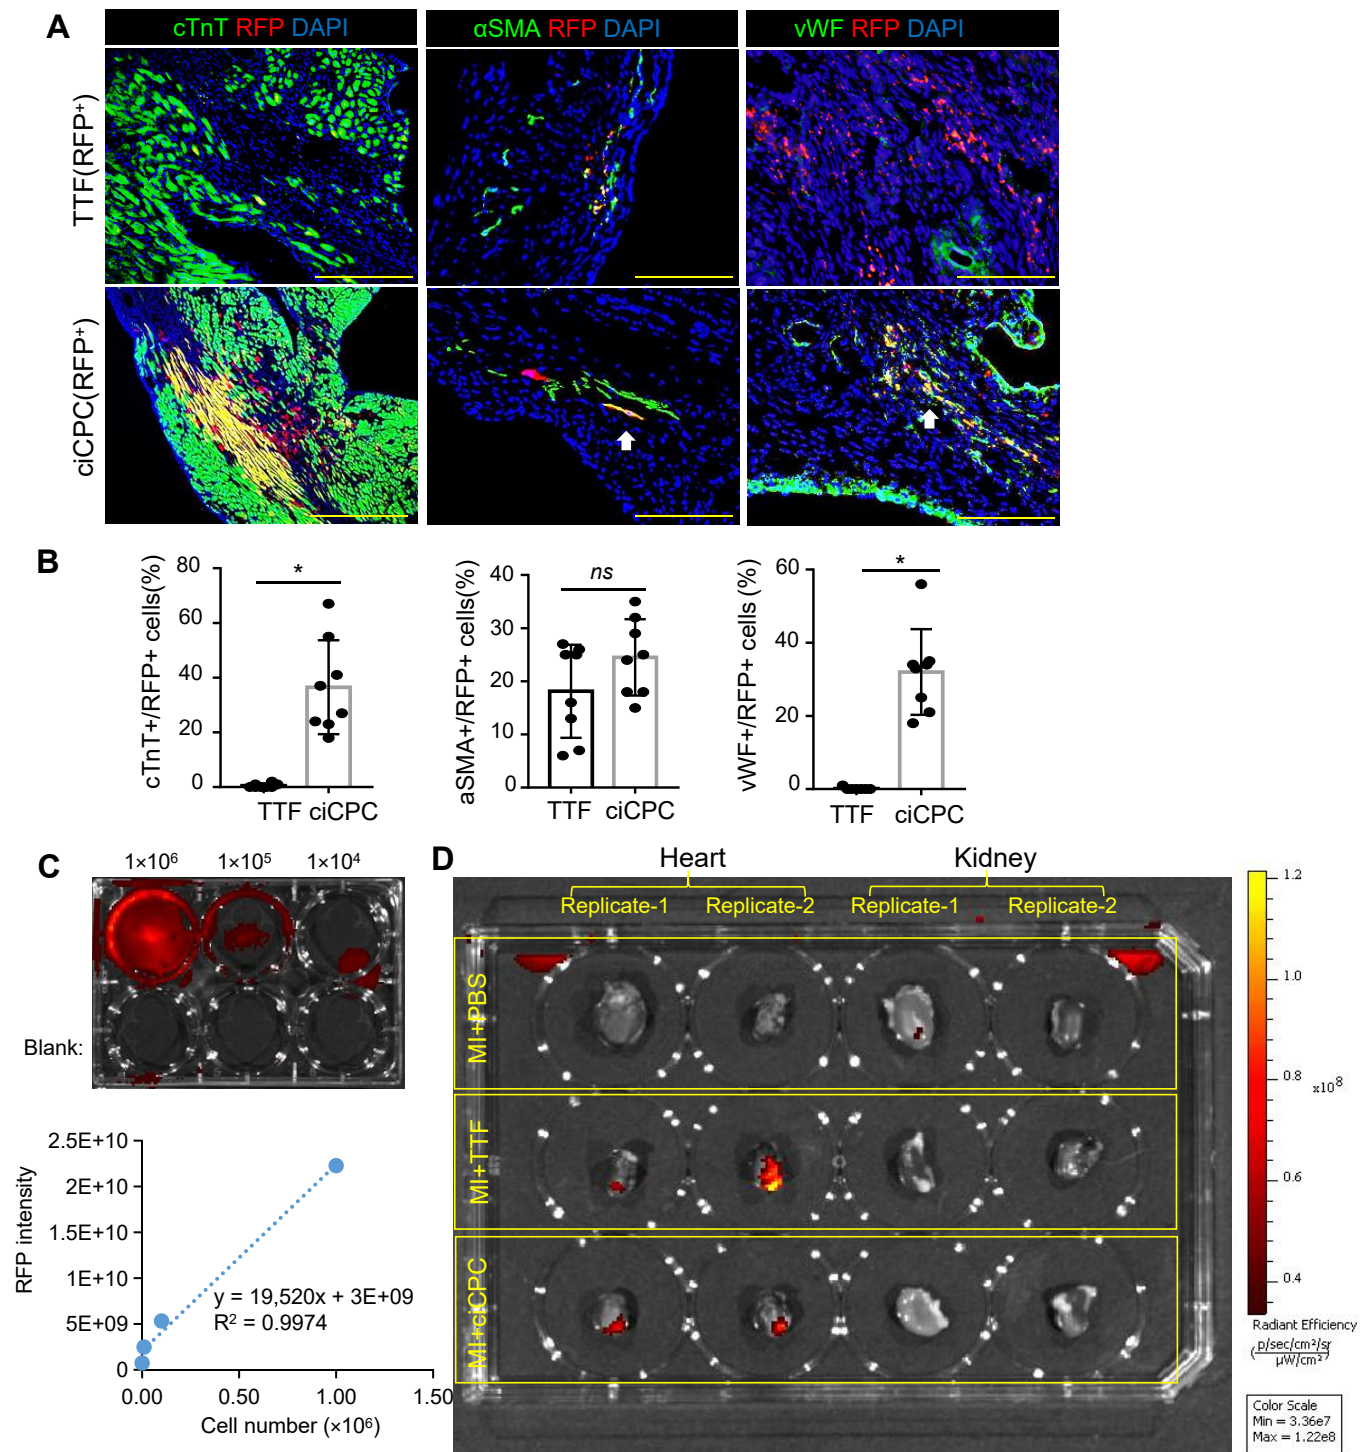 A
cTnT RFP DAPI
αSMA RFP DAPI
vWF RFP DAPI
TTF(RFP⁺)
ciCPC(RFP⁺)
B
cTnT+/RFP+ cells(%)
80
60
40
20
0
*
TTF ciCPC
aSMA+/RFP+ cells(%)
40
30
20
10
0
ns
TTF ciCPC
vWF+/RFP+ cells (%)
60
40
20
0
*
TTF ciCPC
C
1×10⁶ 1×10⁵ 1×10⁴
Blank:
RFP intensity
2.5E+10
2E+10
1.5E+10
1E+10
5E+09
0
y = 19,520x + 3E+09
R² = 0.9974
0.00 0.50 1.00 1.50
Cell number (×10⁶)
D
Heart Kidney
Replicate-1 Replicate-2 Replicate-1 Replicate-2
MI+PBS
MI+TTF
MI+ciCPC
1.2
1.0
0.8
x10⁸
0.6
0.4
Radiant Efficiency
(p/sec/cm²/sr
µW/cm²)
Color Scale
Min = 3.36e7
Max = 1.22e8